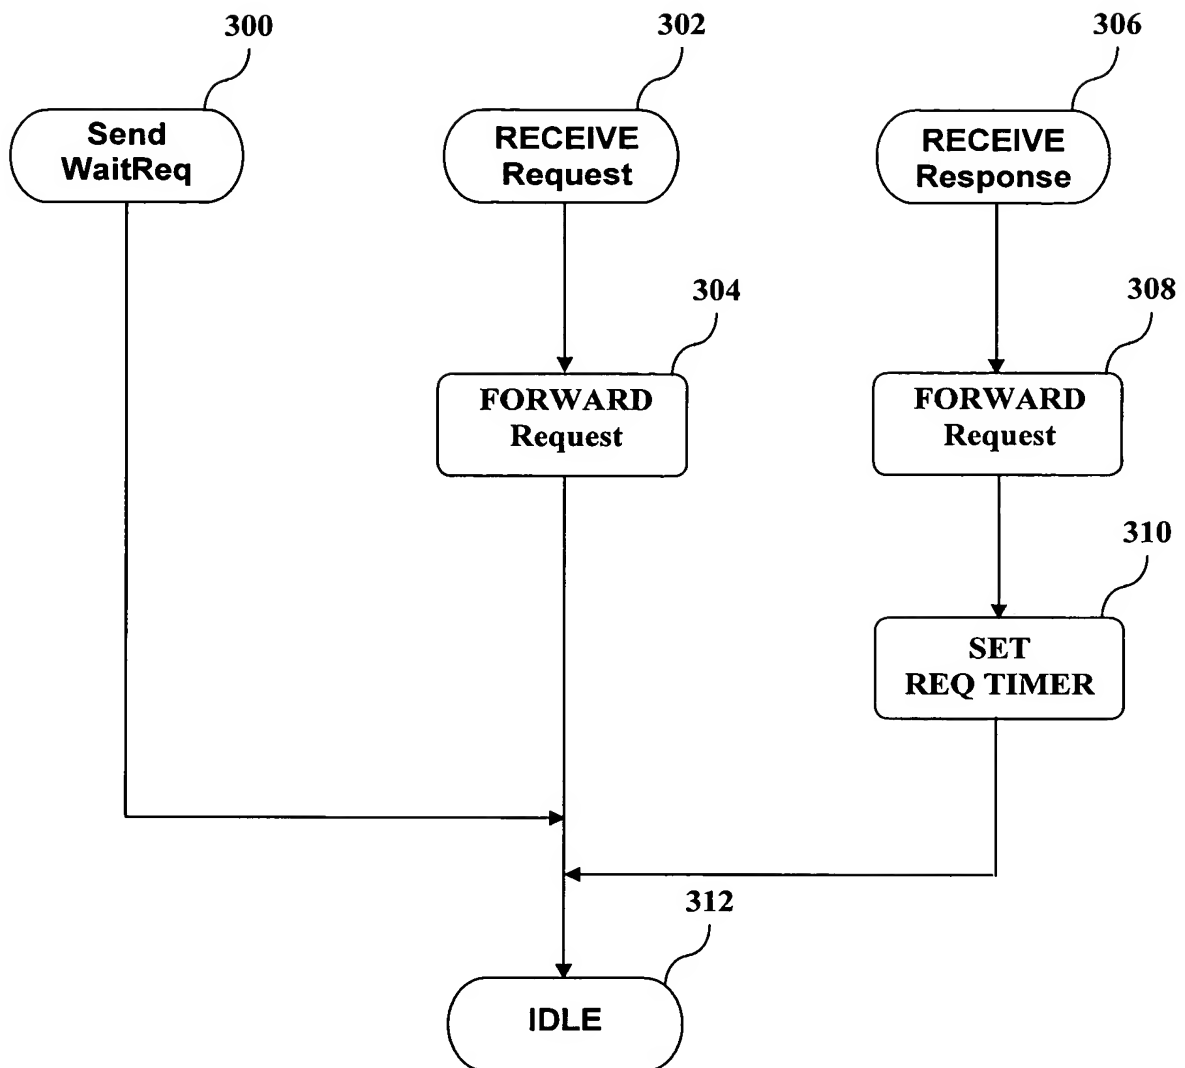 300
302
306
Send
WaitReq
RECEIVE
Request
RECEIVE
Response
304
308
FORWARD
Request
FORWARD
Request
310
SET
REQ TIMER
312
IDLE